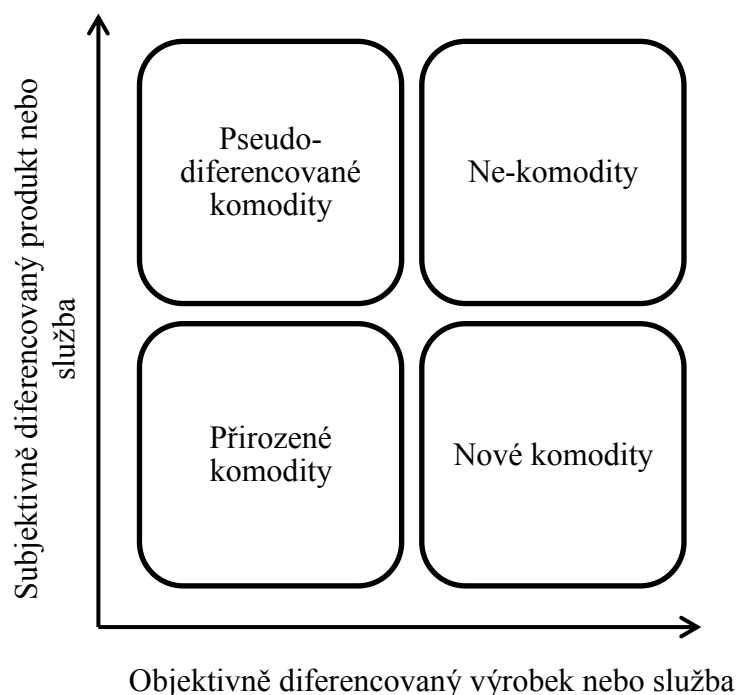 Subjektivně diferencovaný produkt nebo
služba
Pseudo-
diferencované
komodity
Ne-komodity
Přirozené
komodity
Nové komodity
Objektivně diferencovaný výrobek nebo služba